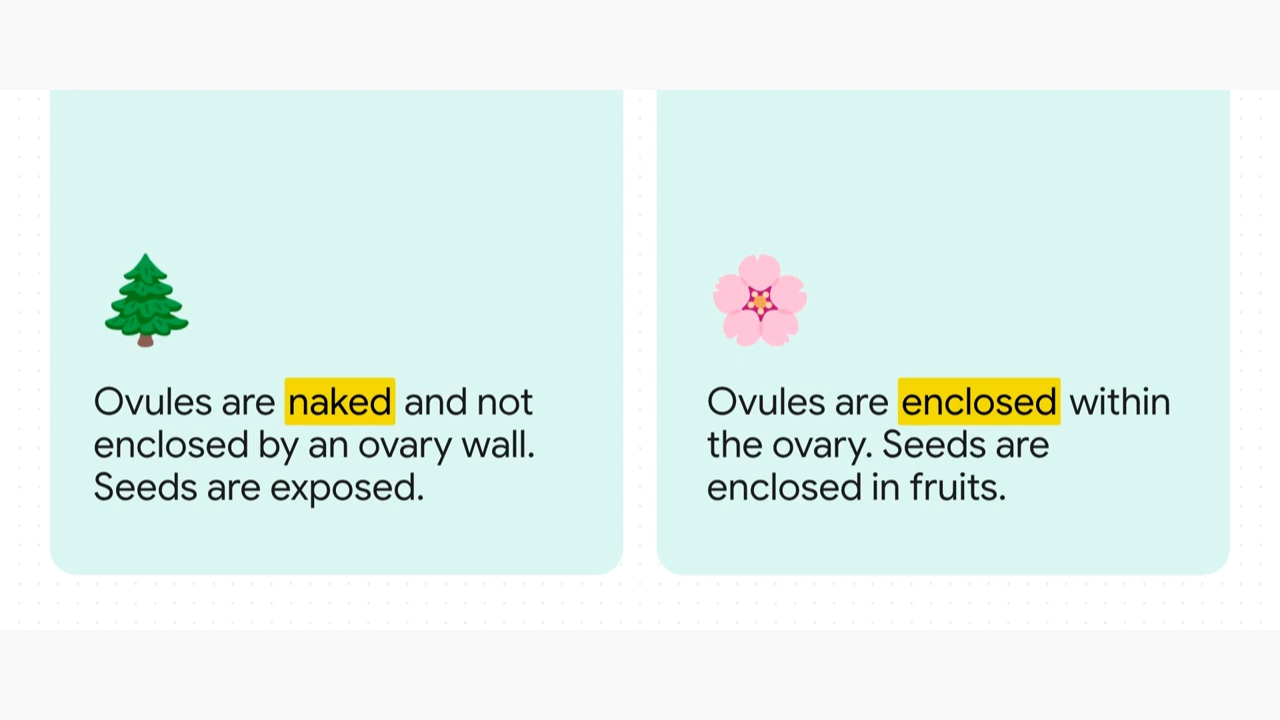 Ovules are naked and not
enclosed by an ovary wall.
Seeds are exposed.
Ovules are enclosed within
the ovary. Seeds are
enclosed in fruits.